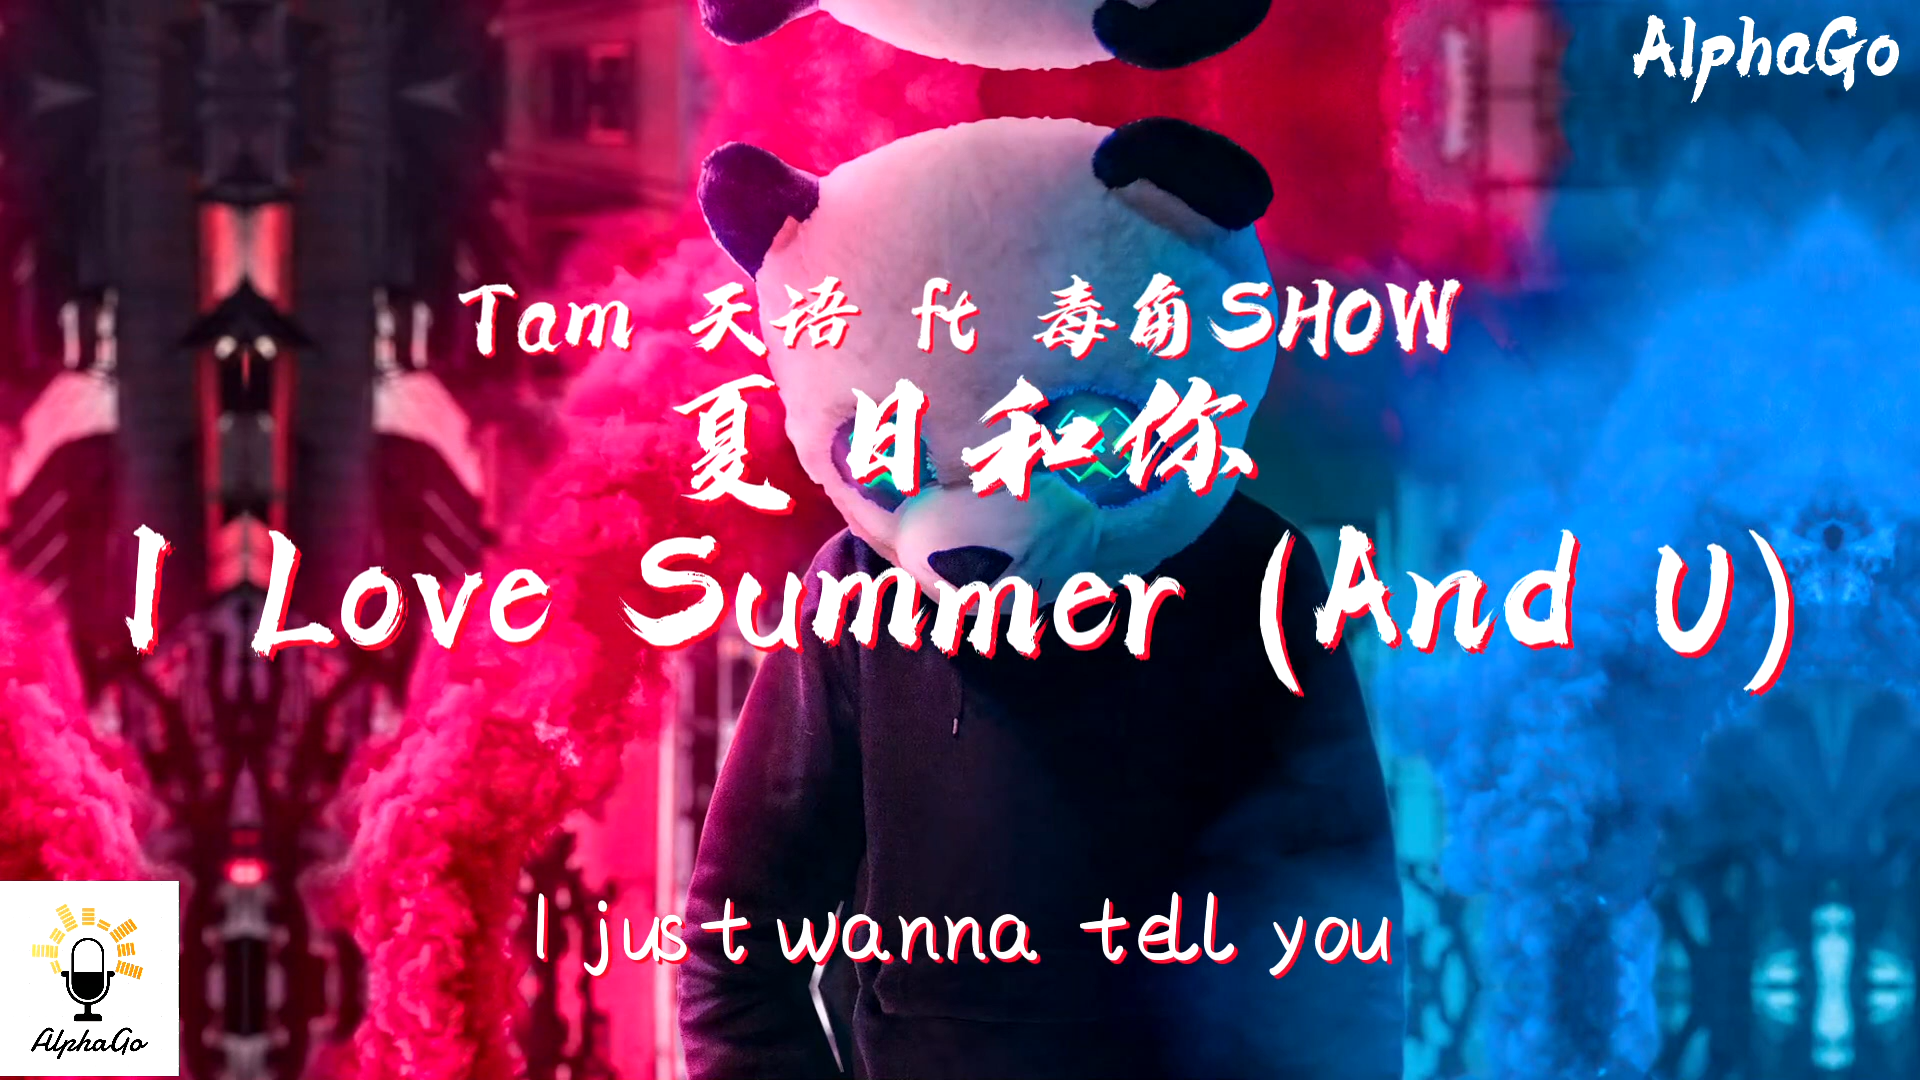 AlphaGo
Tam 天语 ft 毒角SHOW
夏日和你
I Love Summer (And U)
I just wanna tell you
AlphaGo